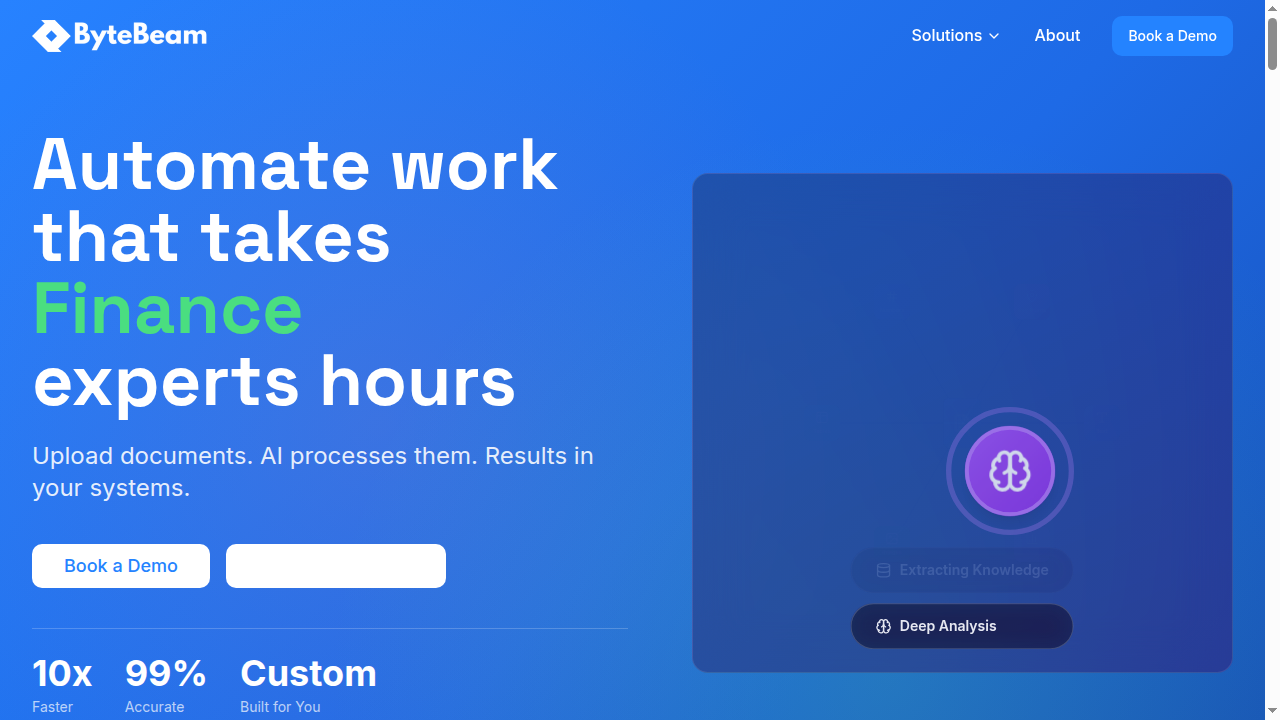 ByteBeam
Solutions
About
Book a Demo
Automate work
that takes
Finance
experts hours
Upload documents. AI processes them. Results in
your systems.
Book a Demo
10x
Faster
99%
Accurate
Custom
Built for You
Extracting Knowledge
Deep Analysis